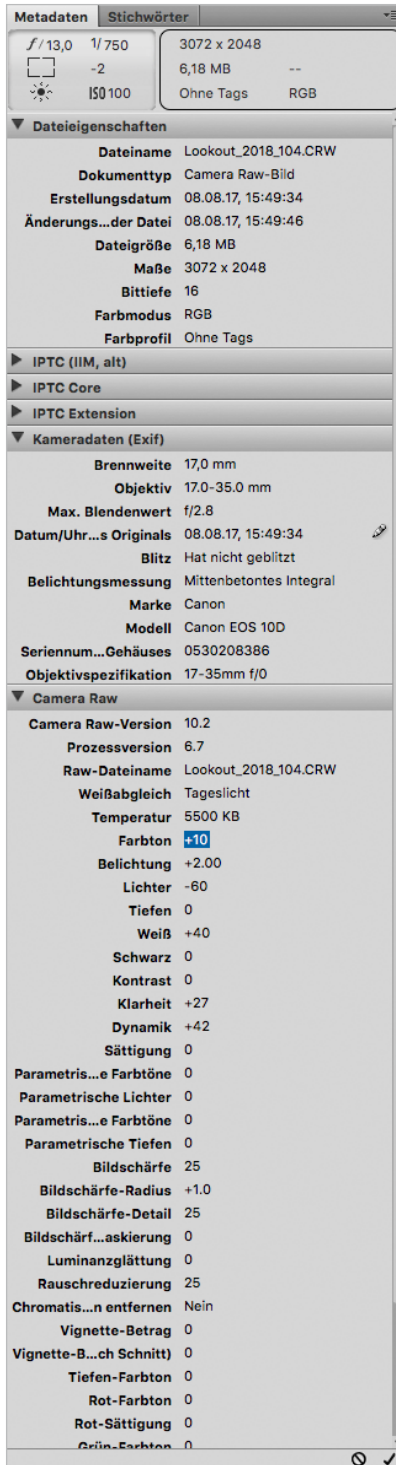 Metadaten Stichwörter
f/13,0 1/750 3072 x 2048
-2 6,18 MB --
ISO100 Ohne Tags RGB
Dateieigenschaften
Dateiname Lookout_2018_104.CRW
Dokumenttyp Camera Raw-Bild
Erstellungsdatum 08.08.17, 15:49:34
Änderungs...der Datei 08.08.17, 15:49:46
Dateigröße 6,18 MB
Maße 3072 x 2048
Bittiefe 16
Farbmodus RGB
Farbprofil Ohne Tags
IPTC (IIM, alt)
IPTC Core
IPTC Extension
Kameradaten (Exif)
Brennweite 17,0 mm
Objektiv 17.0-35.0 mm
Max. Blendenwert f/2.8
Datum/Uhr...s Originals 08.08.17, 15:49:34
Blitz Hat nicht geblitzt
Belichtungsmessung Mittenbetontes Integral
Marke Canon
Modell Canon EOS 10D
Seriennum...Gehäuses 0530208386
Objektivspezifikation 17-35mm f/0
Camera Raw
Camera Raw-Version 10.2
Prozessversion 6.7
Raw-Dateiname Lookout_2018_104.CRW
Weißabgleich Tageslicht
Temperatur 5500 KB
Farbton +10
Belichtung +2.00
Lichter -60
Tiefen 0
Weiß +40
Schwarz 0
Kontrast 0
Klarheit +27
Dynamik +42
Sättigung 0
Parametris...e Farbtöne 0
Parametrische Lichter 0
Parametris...e Farbtöne 0
Parametrische Tiefen 0
Bildschärfe 25
Bildschärfe-Radius +1.0
Bildschärfe-Detail 25
Bildschärf...askierung 0
Luminanzglättung 0
Rauschreduzierung 25
Chromatis...n entfernen Nein
Vignette-Betrag 0
Vignette-B...ch Schnitt) 0
Tiefen-Farbton 0
Rot-Farbton 0
Rot-Sättigung 0
Grün-Farbton 0